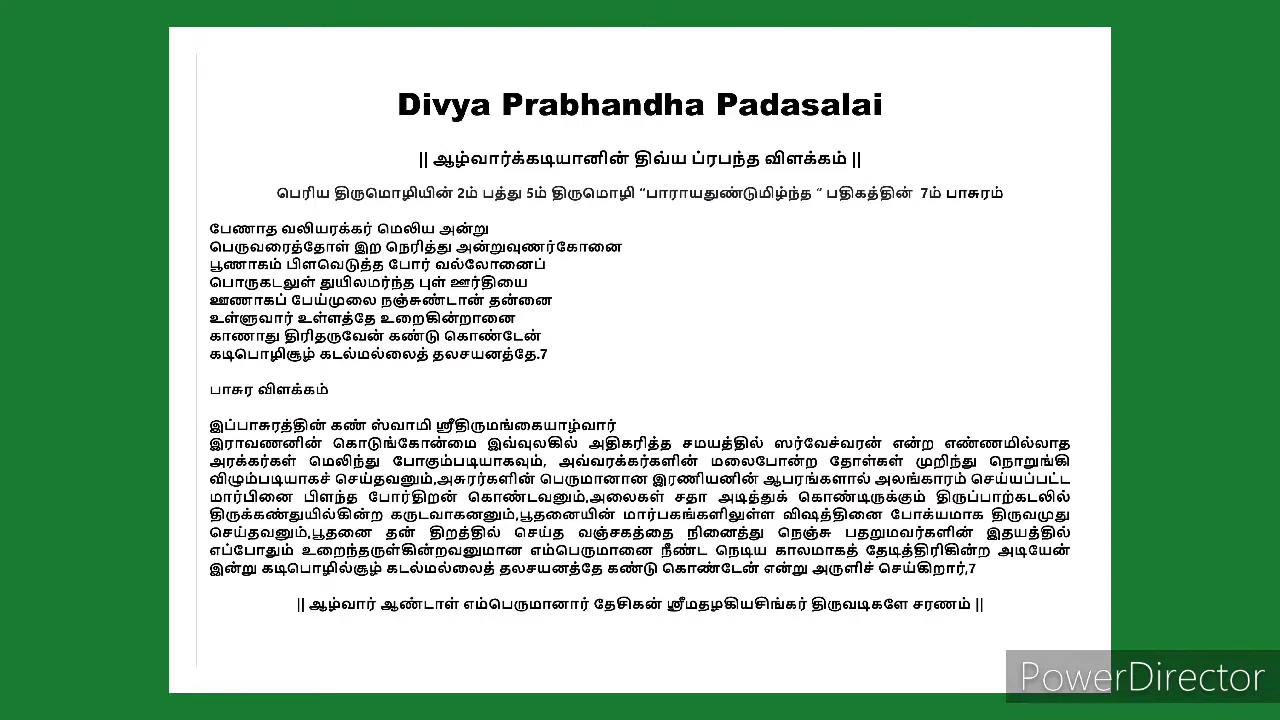 Divya Prabhandha Padasalai
|| ஆழ்வார்க்கடியானின் திவ்ய ப்ரபந்த விளக்கம் ||
பெரிய திருமொழியின் 2ம் பத்து 5ம் திருமொழி “பாராயதுண்டுமிழ்ந்த “ பதிகத்தின் 7ம் பாசுரம்
பேணாத வலியரக்கர் மெலிய அன்று
பெருவரைத்தோள் இற நெரித்து அன்றுவுணர்கோனை
பூணாகம் பிளவெடுத்த போர் வல்லோனைப்
பொருகடலுள் துயிலமர்ந்த புள் ஊர்தியை
ஊணாகப் பேய்முலை நஞ்சுண்டான் தன்னை
உள்ளுவார் உள்ளத்தே உறைகின்றானை
காணாது திரிதருவேன் கண்டு கொண்டேன்
கடிபொழிசூழ் கடல்மல்லைத் தலசயனத்தே.7
பாசுர விளக்கம்
இப்பாசுரத்தின் கண் ஸ்வாமி ஸ்ரீதிருமங்கையாழ்வார்
இராவணனின் கொடுங்கோன்மை இவ்வுலகில் அதிகரித்த சமயத்தில் ஸர்வேச்வரன் என்ற எண்ணமில்லாத
அரக்கர்கள் மெலிந்து போகும்படியாகவும், அவ்வரக்கர்களின் மலைபோன்ற தோள்கள் முறிந்து நொறுங்கி
விழும்படியாகச் செய்தவனும்,அசுரர்களின் பெருமானான இரணியனின் ஆபரங்களால் அலங்காரம் செய்யப்பட்ட
மார்பினை பிளந்த போர்திறன் கொண்டவனும்,அலைகள் சதா அடித்துக் கொண்டிருக்கும் திருப்பாற்கடலில்
திருக்கண்துயில்கின்ற கருடவாகனனும்,பூதனையின் மார்பகங்களிலுள்ள விஷத்தினை போக்யமாக திருவமுது
செய்தவனும்,பூதனை தன் திறத்தில் செய்த வஞ்சகத்தை நினைத்து நெஞ்சு பதறுமவர்களின் இதயத்தில்
எப்போதும் உறைந்தருள்கின்றவனுமான எம்பெருமானை நீண்ட நெடிய காலமாகத் தேடித்திரிகின்ற அடியேன்
இன்று கடிபொழில்சூழ் கடல்மல்லைத் தலசயனத்தே கண்டு கொண்டேன் என்று அருளிச் செய்கிறார்,7
|| ஆழ்வார் ஆண்டாள் எம்பெருமானார் தேசிகன் ஸ்ரீமதழகியசிங்கர் திருவடிகளே சரணம் ||
PowerDirector